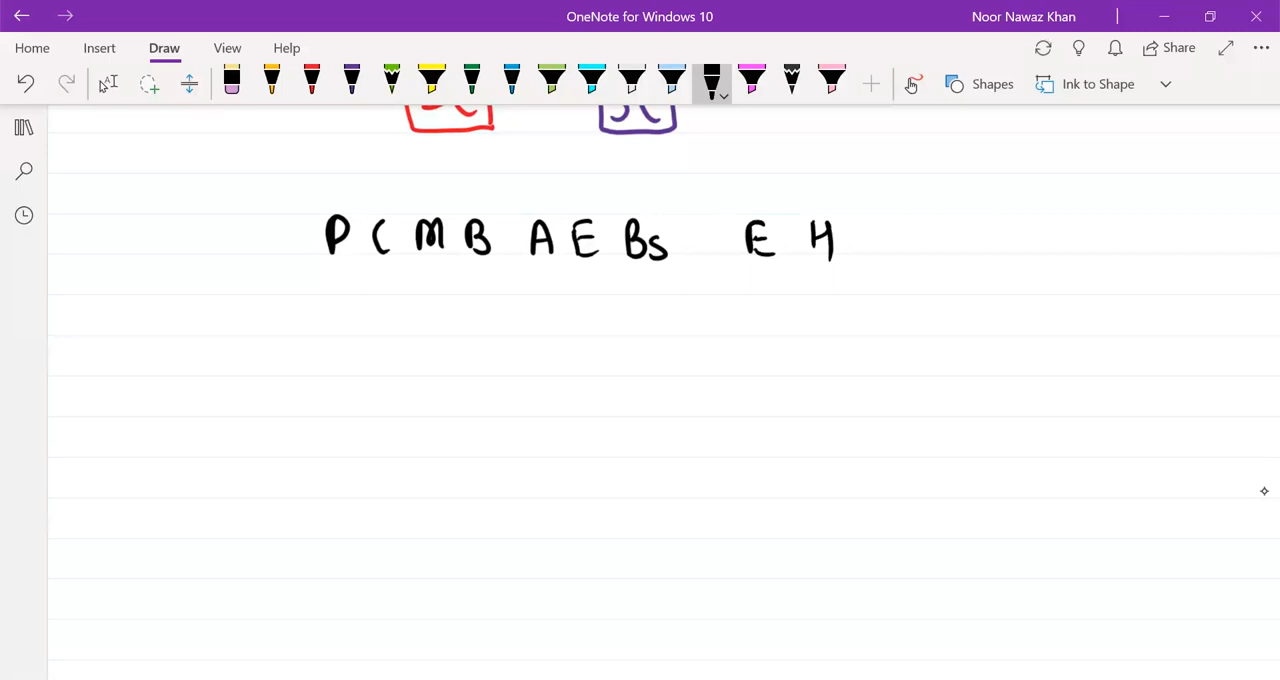 OneNote for Windows 10 Noor Nawaz Khan
Home Insert Draw View Help Share
Shapes Ink to Shape
P C M B A E Bs E H